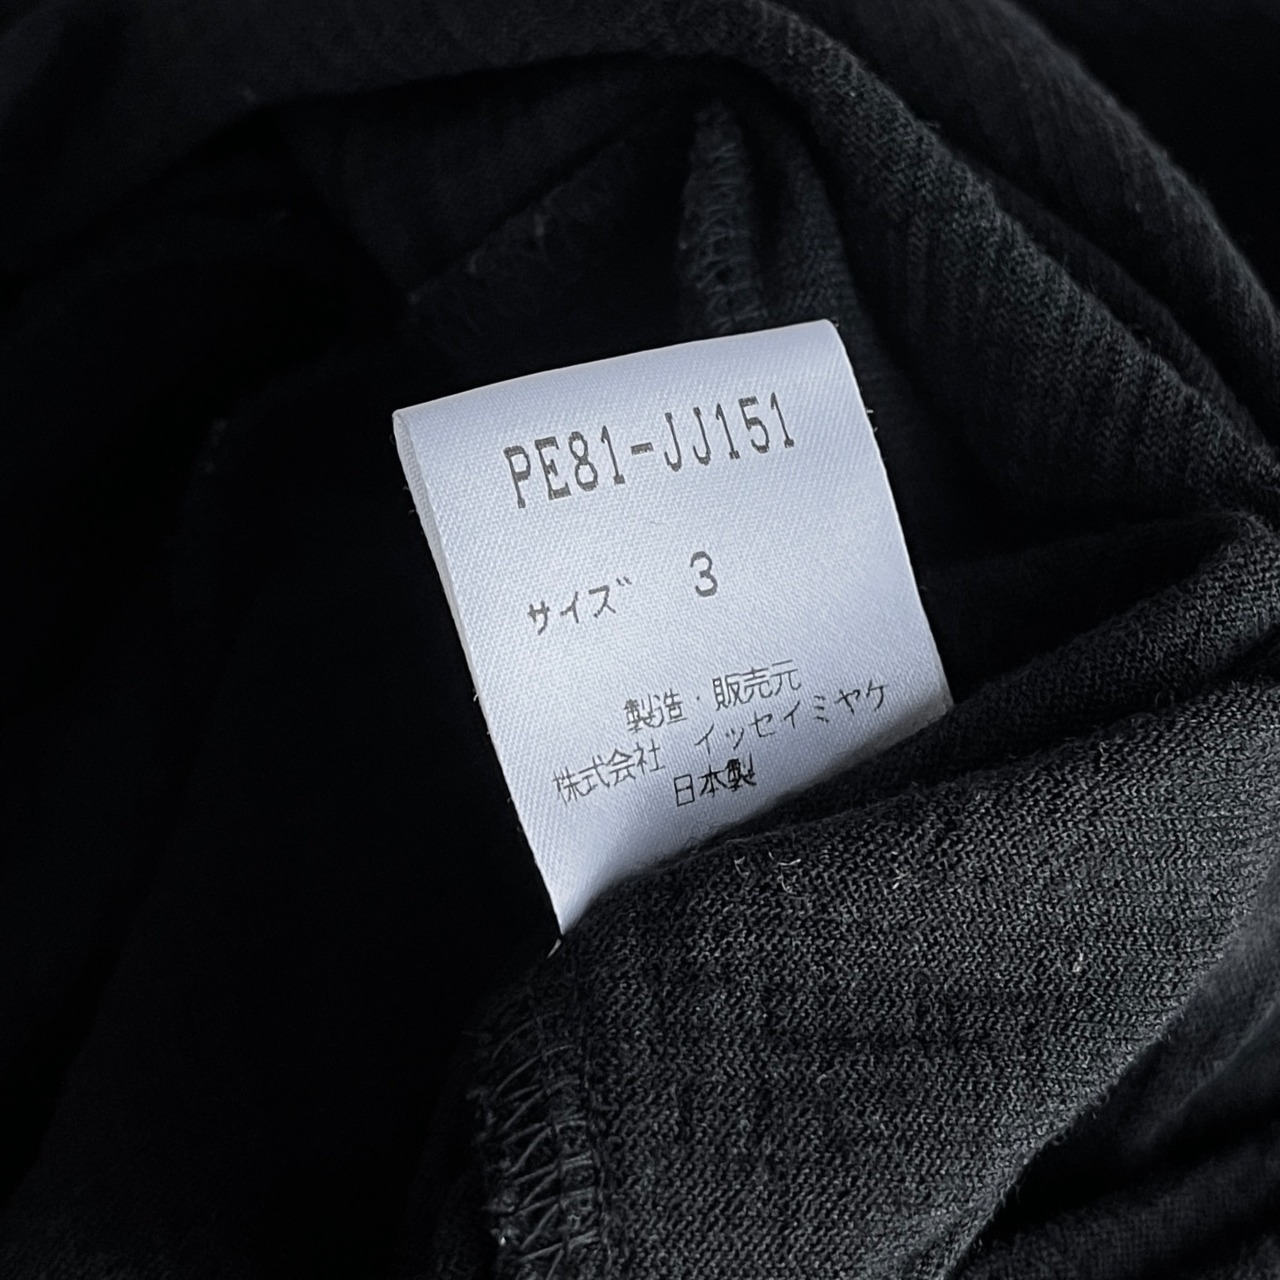 PE81-JJ151
サイズ 3
製造・販売元
株式会社 イッセイミヤケ
日本製